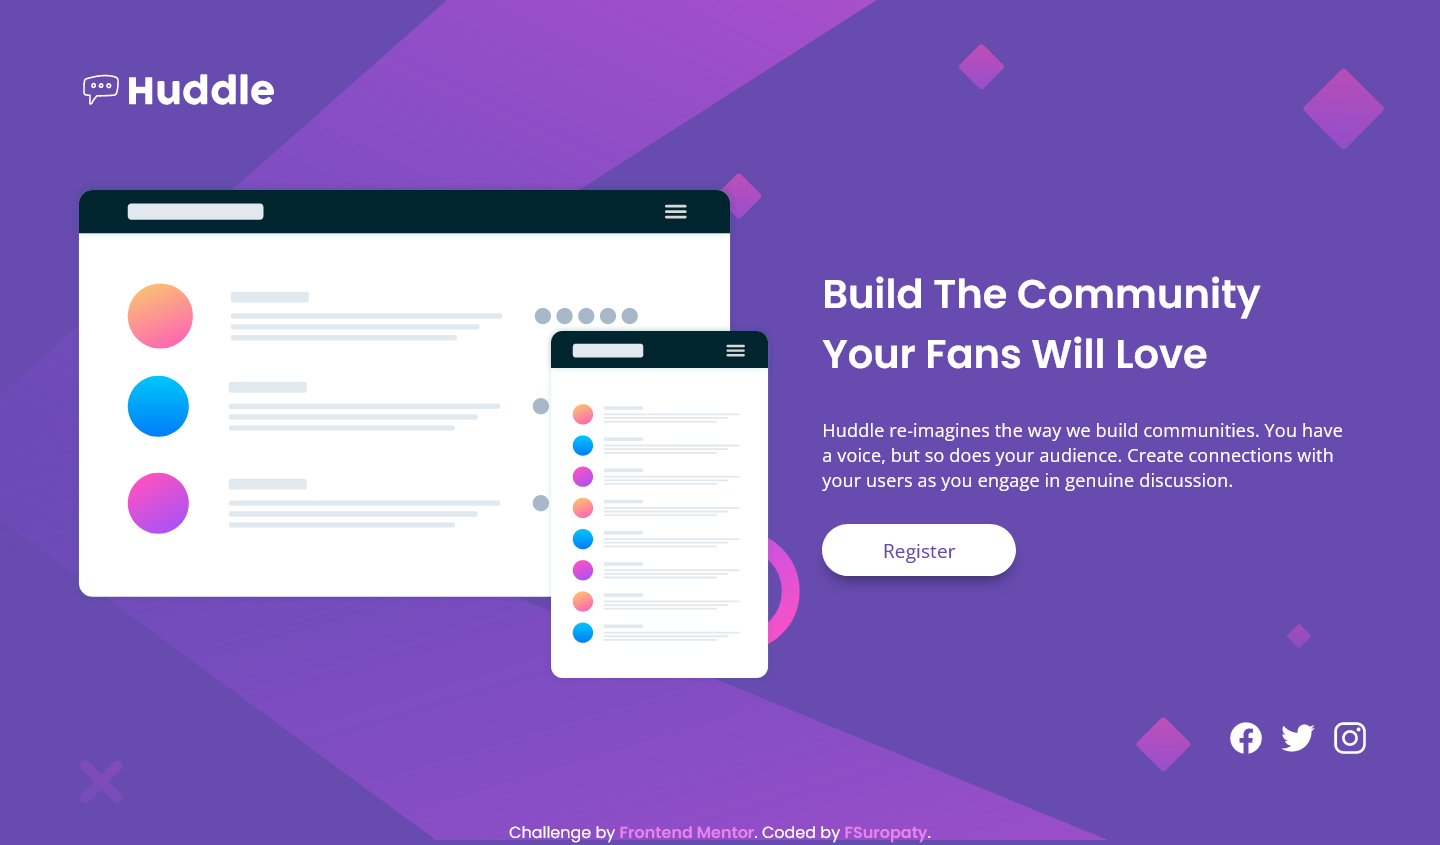 Huddle
Build The Community
Your Fans Will Love
Huddle re-imagines the way we build communities. You have
a voice, but so does your audience. Create connections with
your users as you engage in genuine discussion.
Register
Challenge by Frontend Mentor. Coded by FSuropaty.